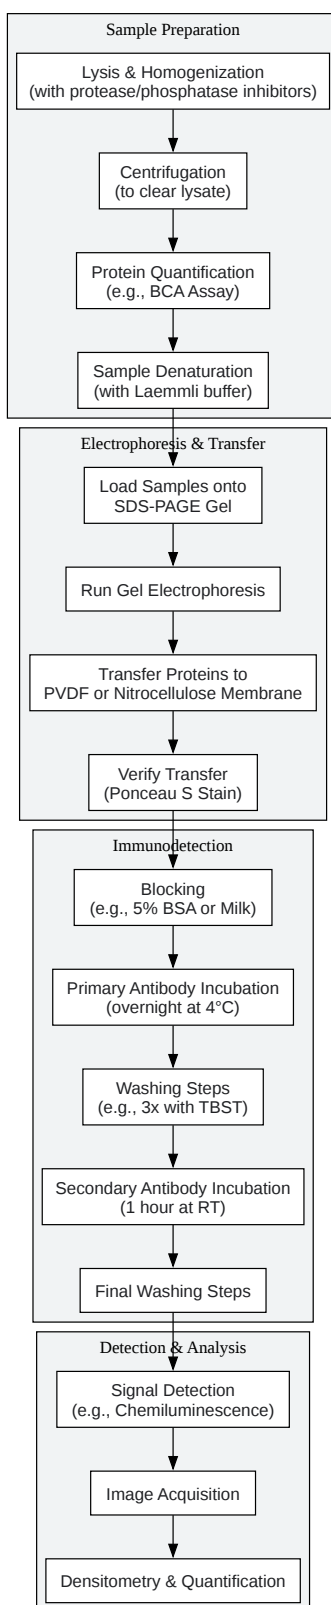 Sample Preparation
Lysis & Homogenization
(with protease/phosphatase inhibitors)
Centrifugation
(to clear lysate)
Protein Quantification
(e.g., BCA Assay)
Sample Denaturation
(with Laemmli buffer)
Electrophoresis & Transfer
Load Samples onto
SDS-PAGE Gel
Run Gel Electrophoresis
Transfer Proteins to
PVDF or Nitrocellulose Membrane
Verify Transfer
(Ponceau S Stain)
Immunodetection
Blocking
(e.g., 5% BSA or Milk)
Primary Antibody Incubation
(overnight at 4°C)
Washing Steps
(e.g., 3x with TBST)
Secondary Antibody Incubation
(1 hour at RT)
Final Washing Steps
Detection & Analysis
Signal Detection
(e.g., Chemiluminescence)
Image Acquisition
Densitometry & Quantification